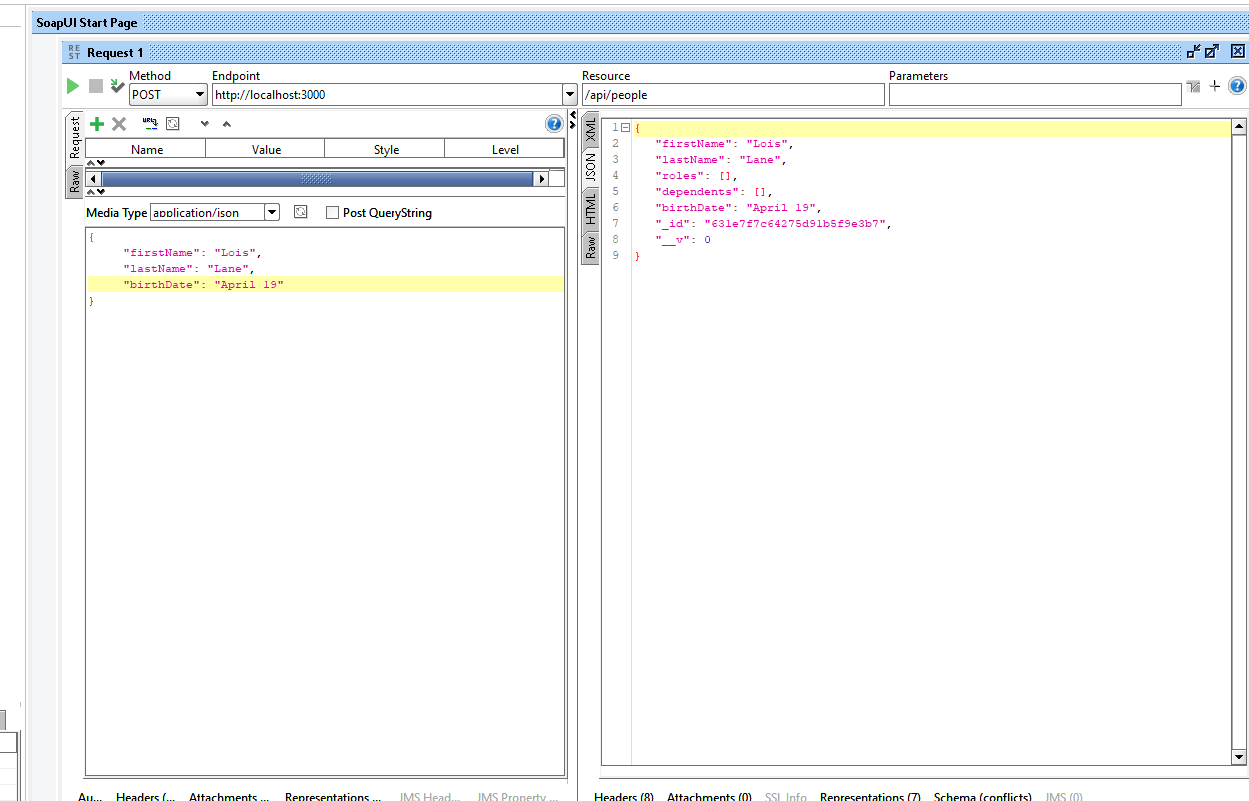 SoapUI Start Page
RE
ST
Request 1
Method
Endpoint
Resource
Parameters
POST
http://localhost:3000
/api/people
Request
Raw
Name Value Style Level
Media Type application/json Post QueryString
{
"firstName": "Lois",
"lastName": "Lane",
"birthDate": "April 19"
}
XML
JSON
HTML
Raw
1 {
2 "firstName": "Lois",
3 "lastName": "Lane",
4 "roles": [],
5 "dependents": [],
6 "birthDate": "April 19",
7 "_id": "631e7f7c64275d91b5f9e3b7",
8 "__v": 0
9 }
Au... Headers (... Attachments ... Representations ... JMS Head... JMS Property ...
Headers (8) Attachments (0) SSL Info Representations (7) Schema (conflicts) JMS (0)